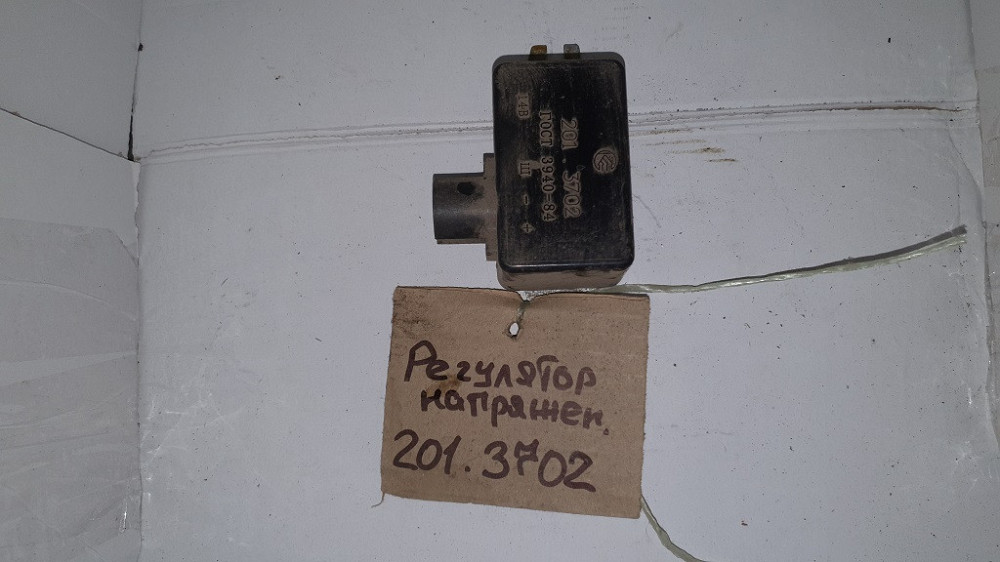 201.3702
ГОСТ 3940-84
14В Ш - +
Регулятор
напряжен.
201.3702